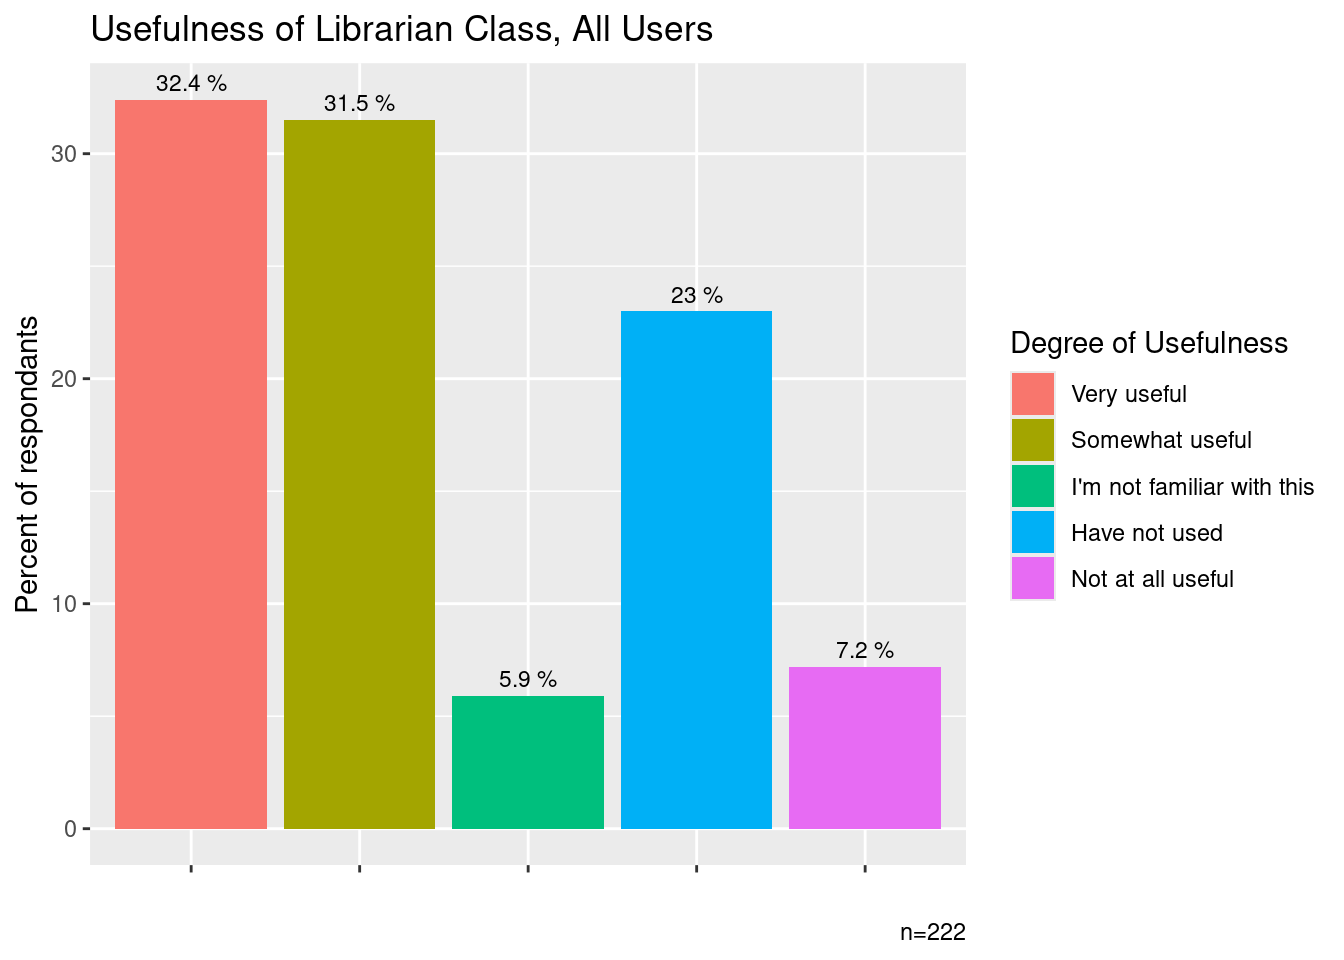 Usefulness of Librarian Class, All Users
32.4 %
31.5 %
5.9 %
23 %
7.2 %
30
20
10
0
Percent of respondants
Degree of Usefulness
Very useful
Somewhat useful
I'm not familiar with this
Have not used
Not at all useful
n=222